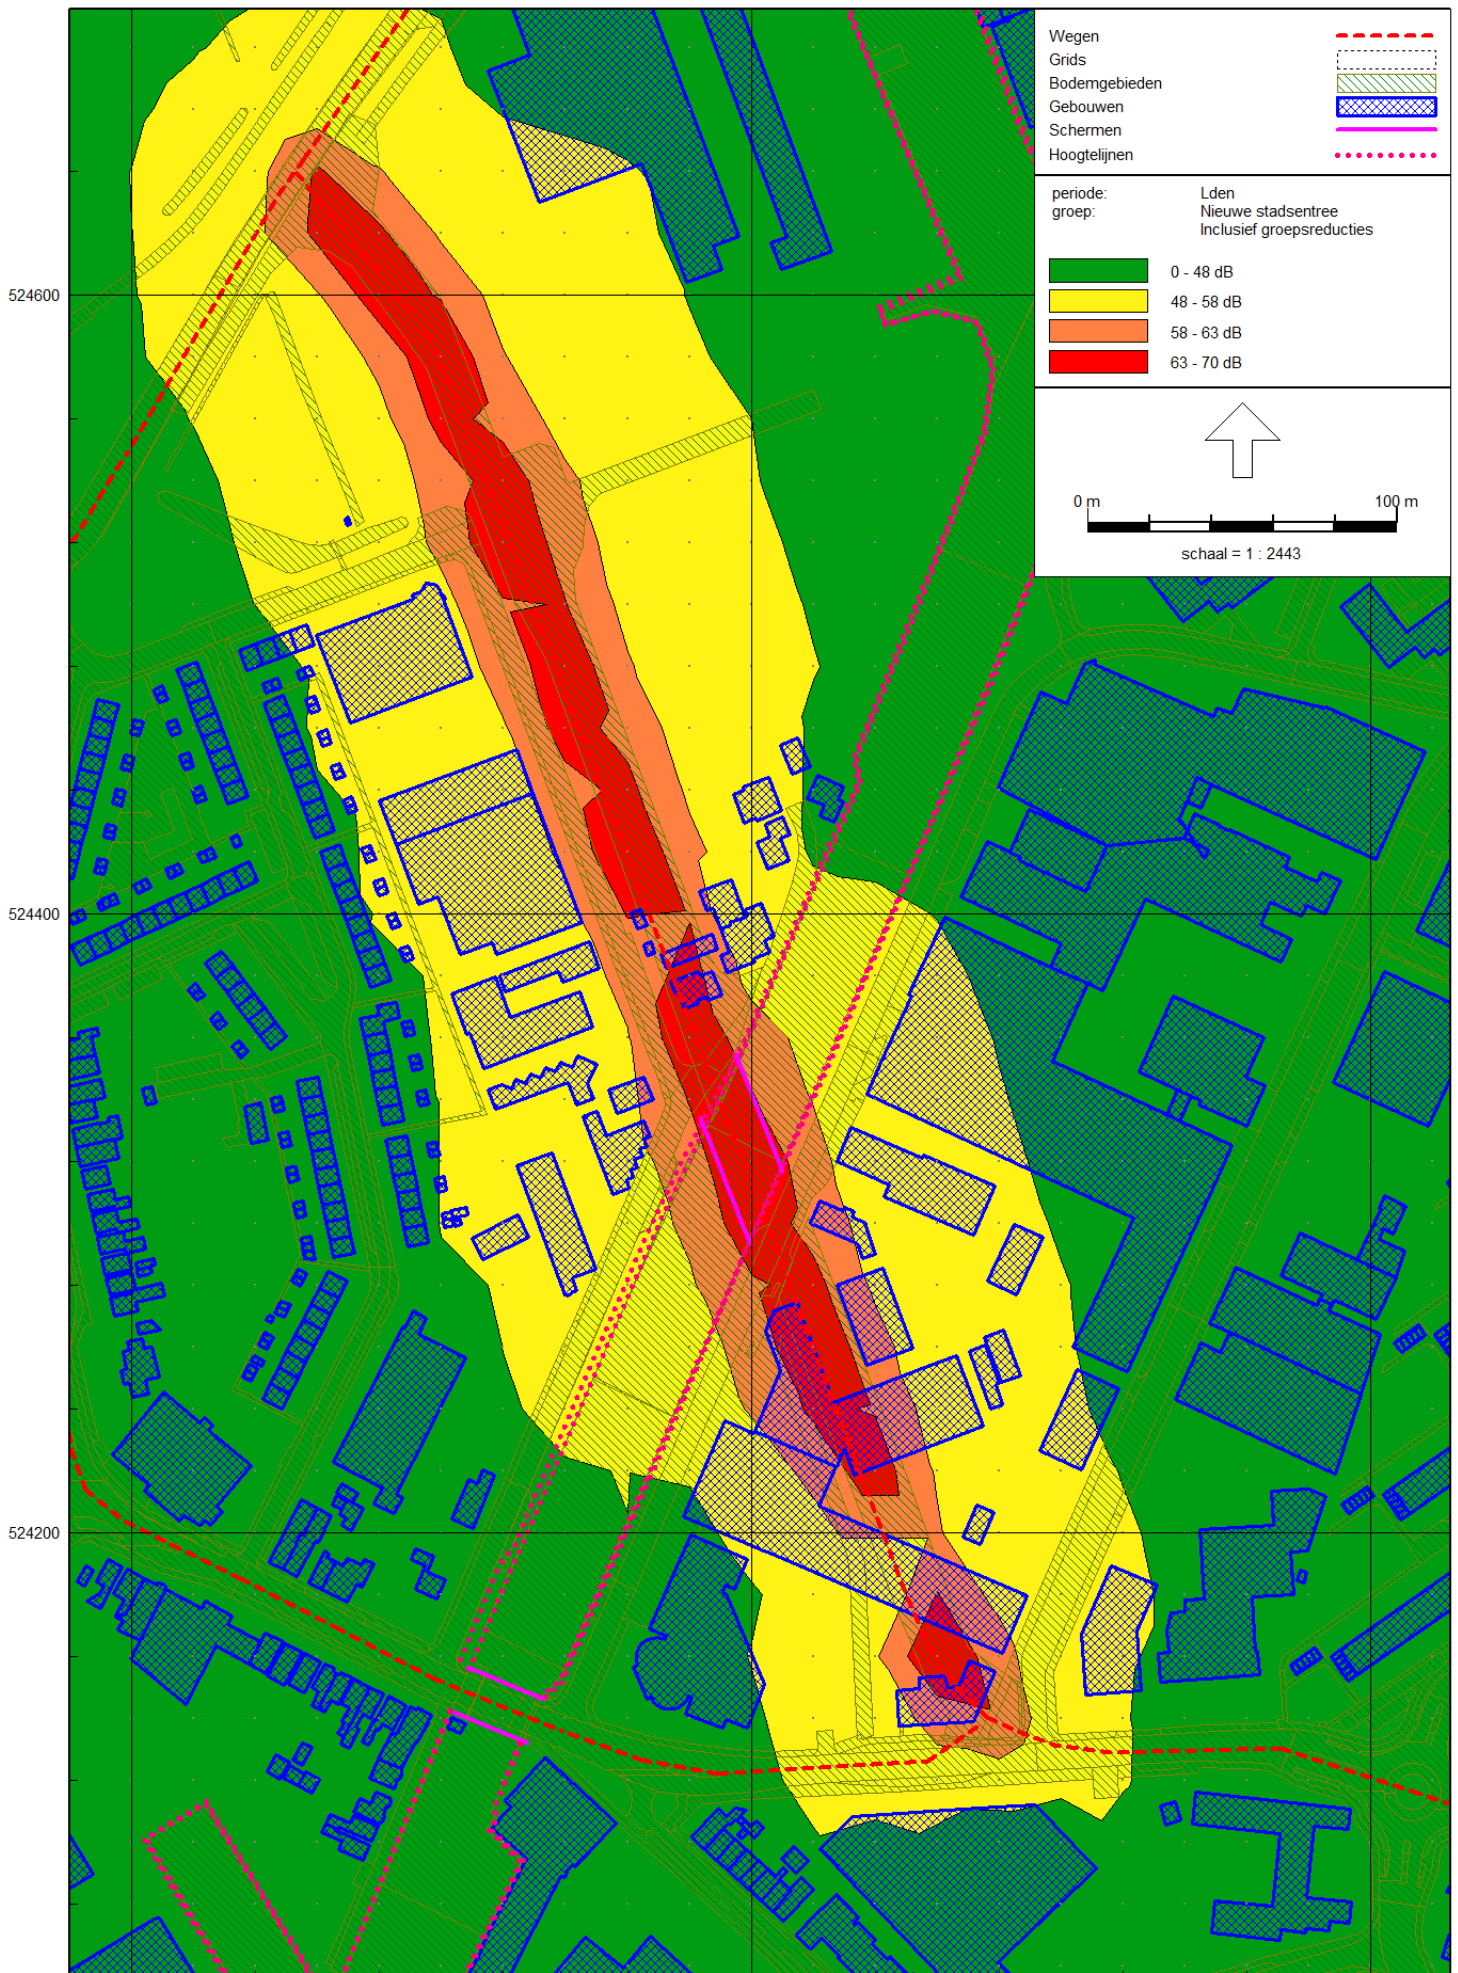 Wegen
Grids
Bodemgebieden
Gebouwen
Schermen
Hoogtelijnen
periode: Lden
groep: Nieuwe stadsentree
Inclusief groepsreducties
0 - 48 dB
48 - 58 dB
58 - 63 dB
63 - 70 dB
0 m 100 m
schaal = 1 : 2443
524600
524400
524200